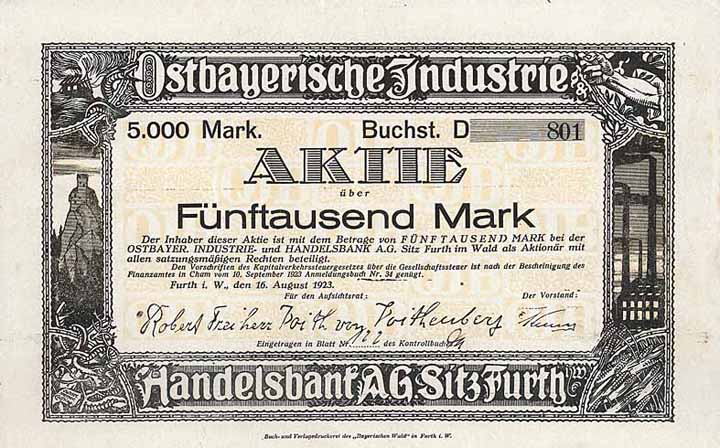 Ostbayerische Industrie &
5.000 Mark. Buchst. D 801
AKTIE
über
Fünftausend Mark
Der Inhaber dieser Aktie ist mit dem Betrage von FÜNFTAUSEND MARK bei der
OSTBAYER. INDUSTRIE- und HANDELSBANK A.G. Sitz Furth im Wald als Aktionär mit
allen satzungsmäßigen Rechten beteiligt.
Den Vorschriften des Kapitalverkehrssteuergesetzes über die Gesellschaftssteuer ist nach der Bescheinigung des
Finanzamtes in Cham vom 10. September 1923 Anmeldungsbuch Nr. 34 genügt.
Furth i. W., den 16. August 1923.
Für den Aufsichtsrat: Der Vorstand:
Robert Freiherr Voith von Voithenberg
Eingetragen in Blatt Nr. des Kontrollbuches
Handelsbank AG Sitz Furth i/W
Buch- und Verlagsdruckerei des „Bayerischen Wald" in Furth i. W.